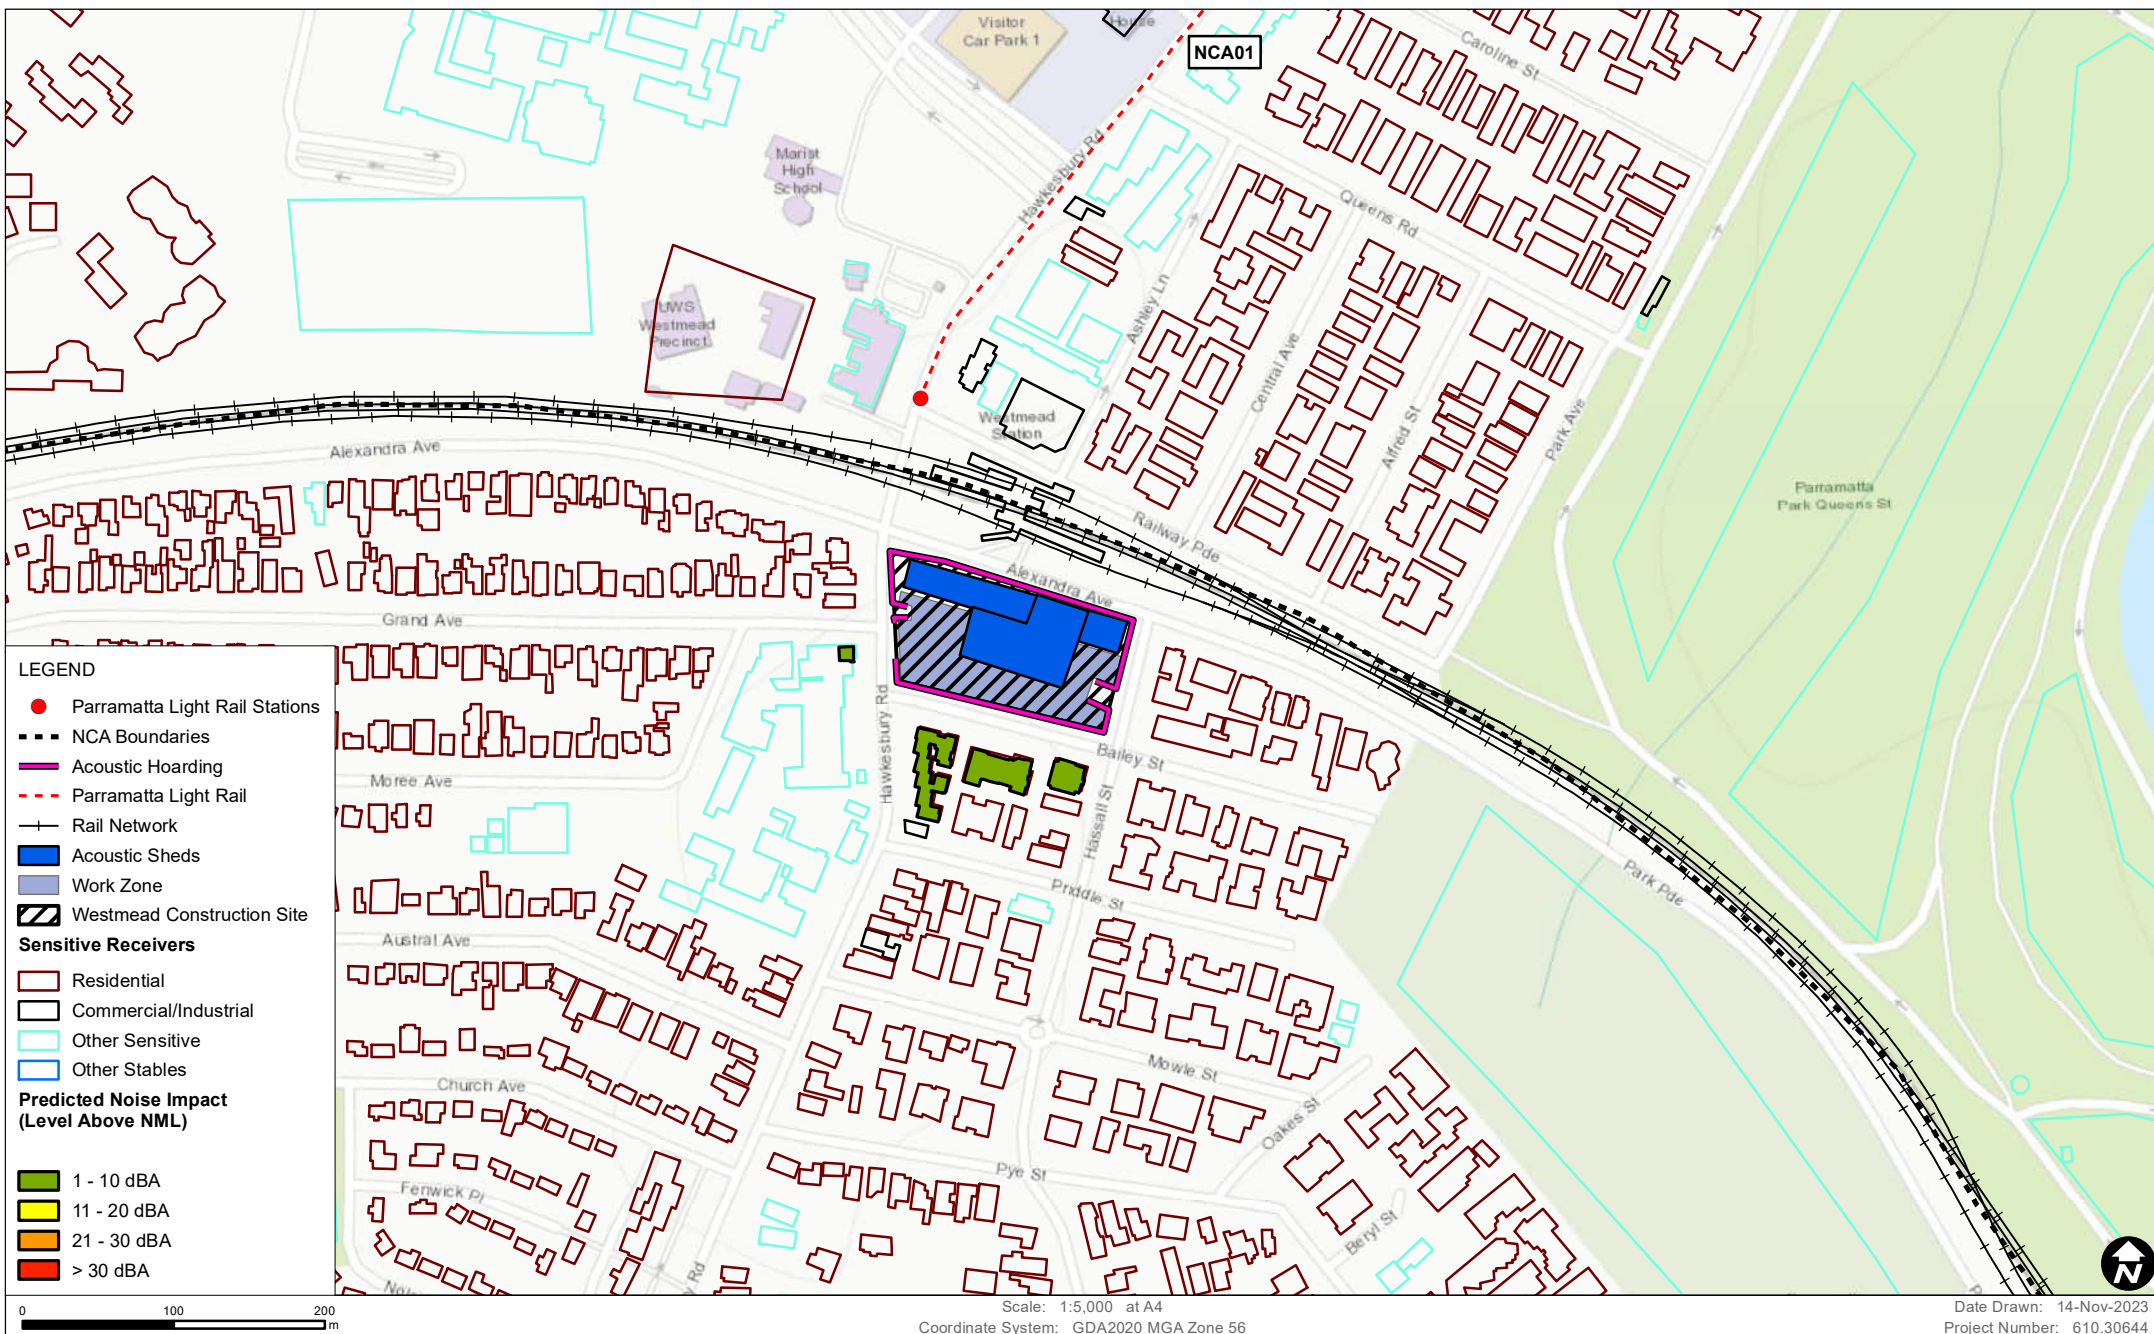 Visitor
Car Park 1
House
NCA01
Caroline St
Hawkesbury Rd
Marist
High
School
Queens Rd
UWS
Westmead
Precinct
Ashley Ln
Central Ave
Alfred St
Park Ave
Westmead
Station
Parramatta
Park Queens St
Alexandra Ave
Railway Pde
Alexandra Ave
Grand Ave
Hawkesbury Rd
Bailey St
Moree Ave
Hassall St
Park Pde
Priddle St
Austral Ave
Mowle St
Church Ave
Oakes St
Pye St
Fenwick Pl
Beryl St
y Rd
LEGEND
Parramatta Light Rail Stations
NCA Boundaries
Acoustic Hoarding
Parramatta Light Rail
Rail Network
Acoustic Sheds
Work Zone
Westmead Construction Site
Sensitive Receivers
Residential
Commercial/Industrial
Other Sensitive
Other Stables
Predicted Noise Impact
(Level Above NML)
1 - 10 dBA
11 - 20 dBA
21 - 30 dBA
> 30 dBA
N
0 100 200
m
Scale: 1:5,000 at A4
Coordinate System: GDA2020 MGA Zone 56
Date Drawn: 14-Nov-2023
Project Number: 610.30644